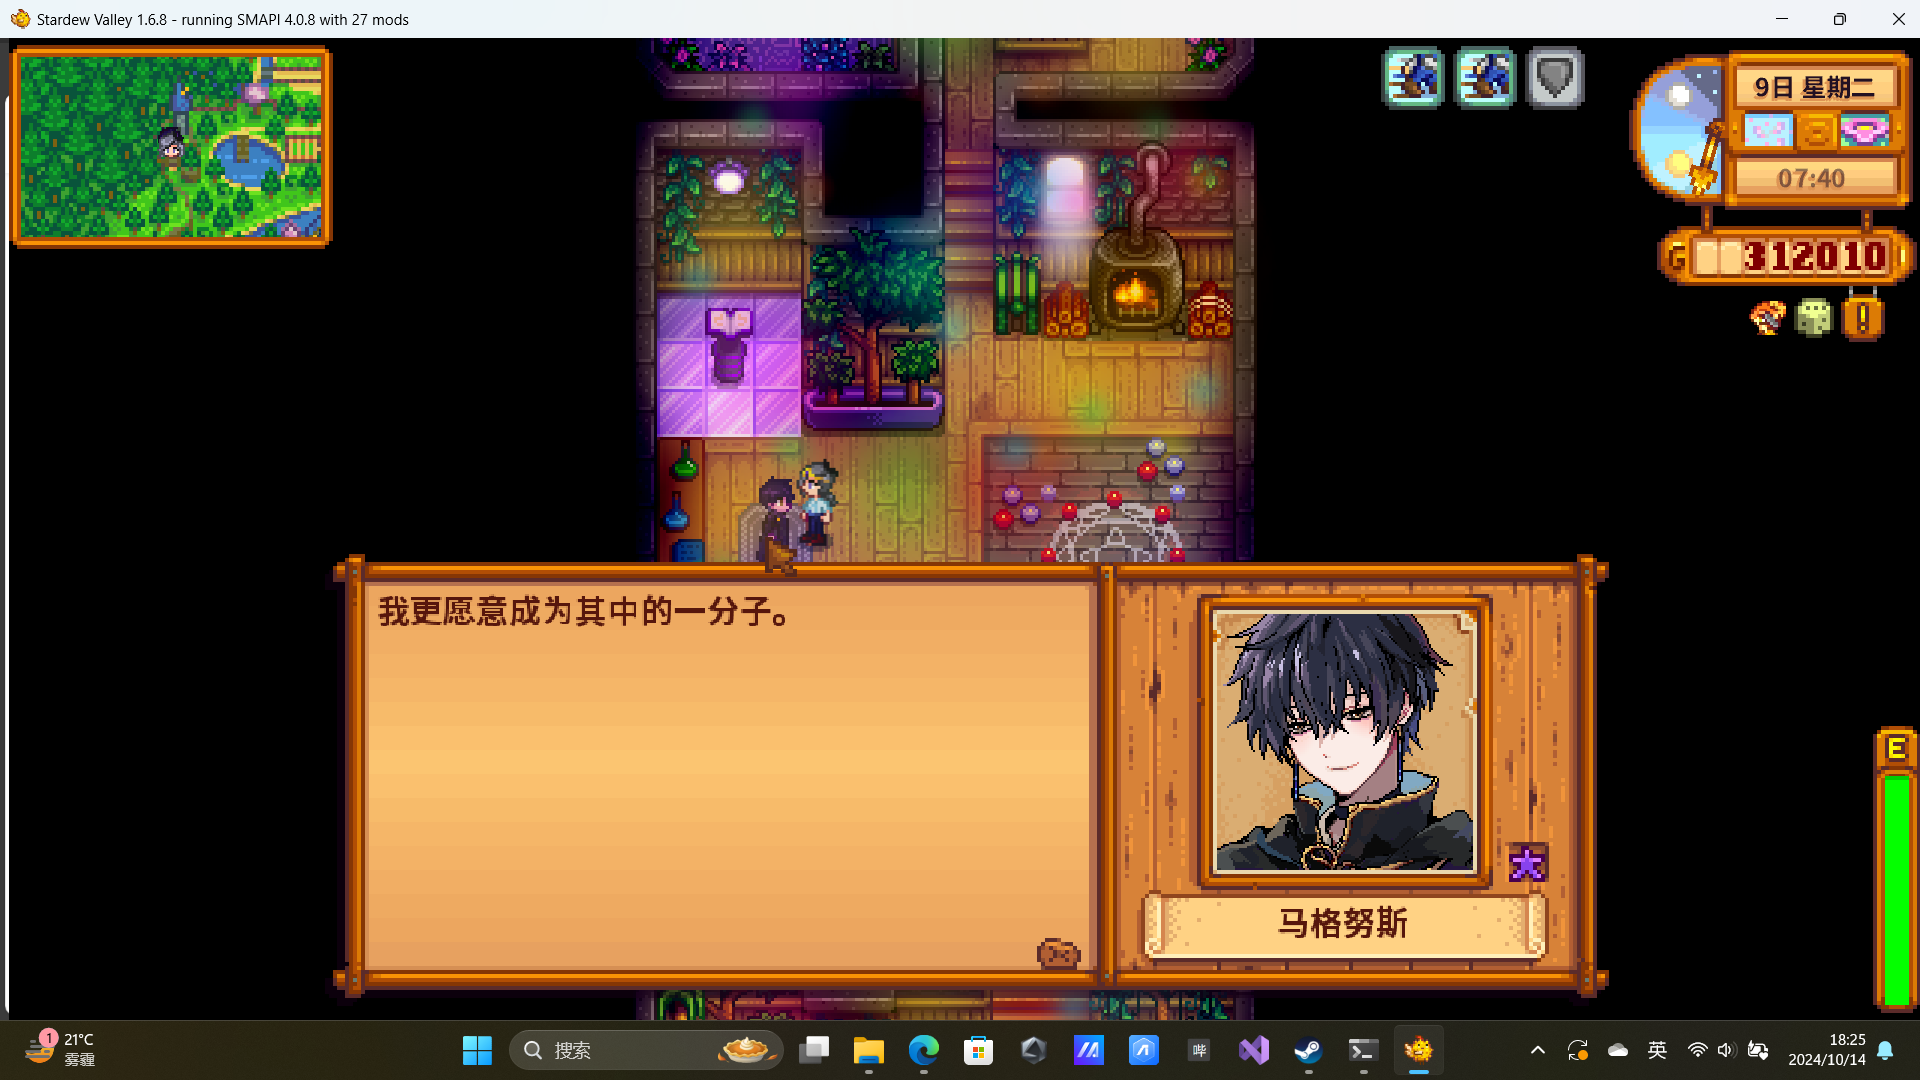 Stardew Valley 1.6.8 - running SMAPI 4.0.8 with 27 mods
9日 星期二
07:40
G 312010
我更愿意成为其中的一分子。
马格努斯
E
1
21°C
雾霾
搜索
哔
英
18:25
2024/10/14